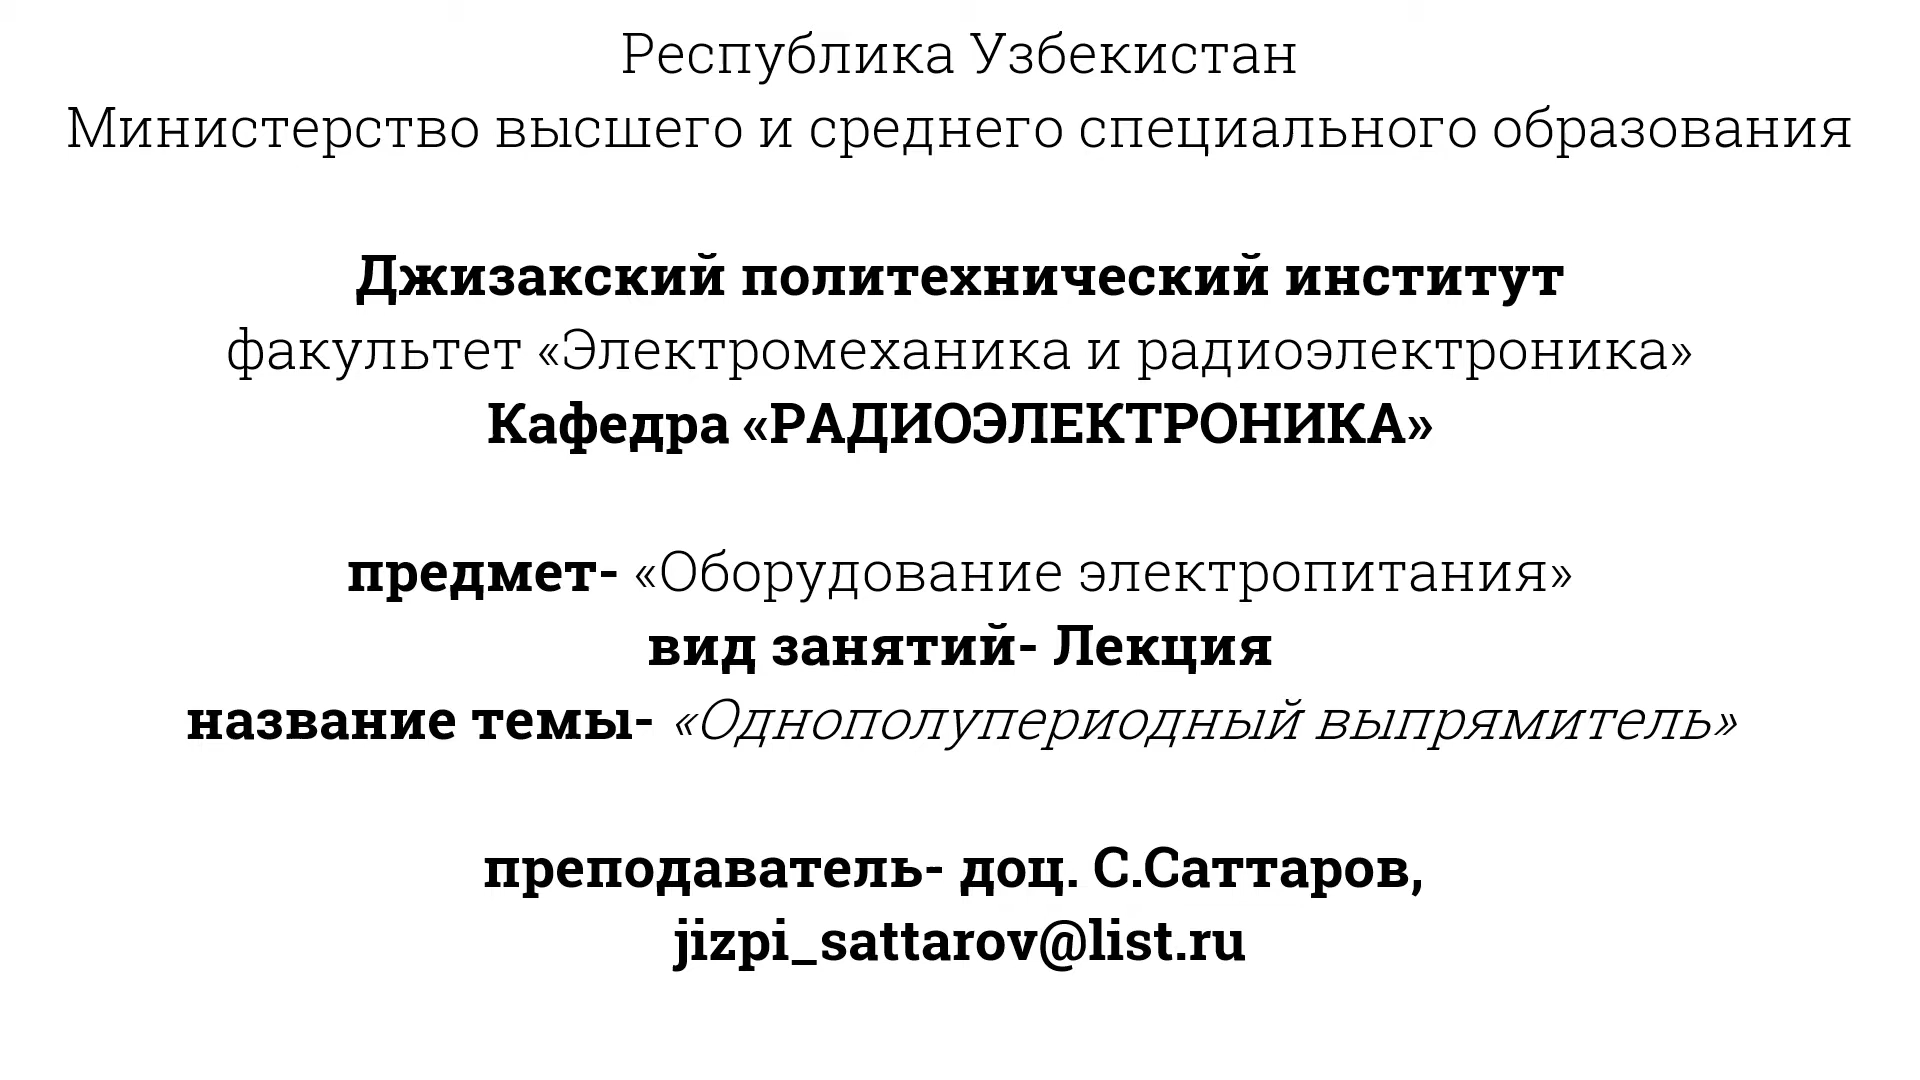 Республика Узбекистан
Министерство высшего и среднего специального образования
Джизакский политехнический институт
факультет «Электромеханика и радиоэлектроника»
Кафедра «РАДИОЭЛЕКТРОНИКА»
предмет- «Оборудование электропитания»
вид занятий- Лекция
название темы- «Однополупериодный выпрямитель»
преподаватель- доц. С.Саттаров,
jizpi_sattarov@list.ru